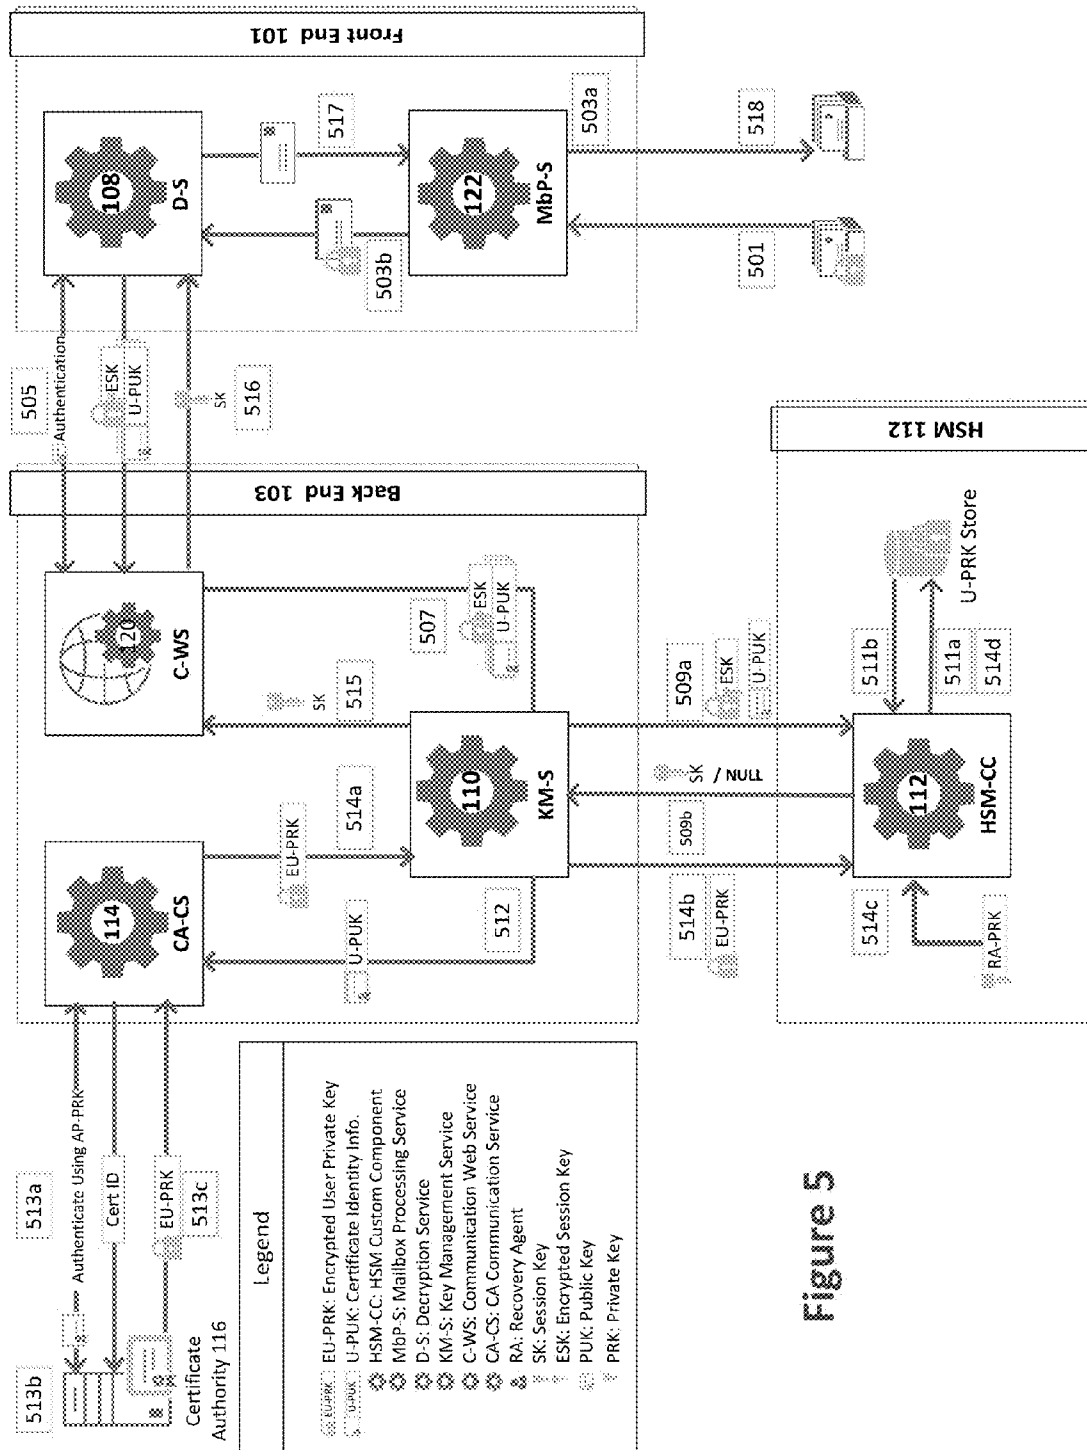 513b
513a
Authenticate Using AP-PRK
Cert ID
EU-PRK
513c
Certificate
Authority 116
114
CA-CS
120
C-WS
505
Authentication
ESK
U-PUK
SK
516
108
D-S
517
503b
122
MbP-S
503a
501
518
Front End 101
Back End 103
EU-PRK
514a
U-PUK
512
SK
515
507
ESK
U-PUK
110
KM-S
514b
EU-PRK
509b
SK / NULL
509a
ESK
U-PUK
HSM 112
514c
RA-PRK
112
HSM-CC
511b
511a
514d
U-PRK Store
Legend
EU-PRK EU-PRK: Encrypted User Private Key
U-PUK U-PUK: Certificate Identity Info.
HSM-CC: HSM Custom Component
MbP-S: Mailbox Processing Service
D-S: Decryption Service
KM-S: Key Management Service
C-WS: Communication Web Service
CA-CS: CA Communication Service
RA: Recovery Agent
SK: Session Key
ESK: Encrypted Session Key
PUK: Public Key
PRK: Private Key
Figure 5